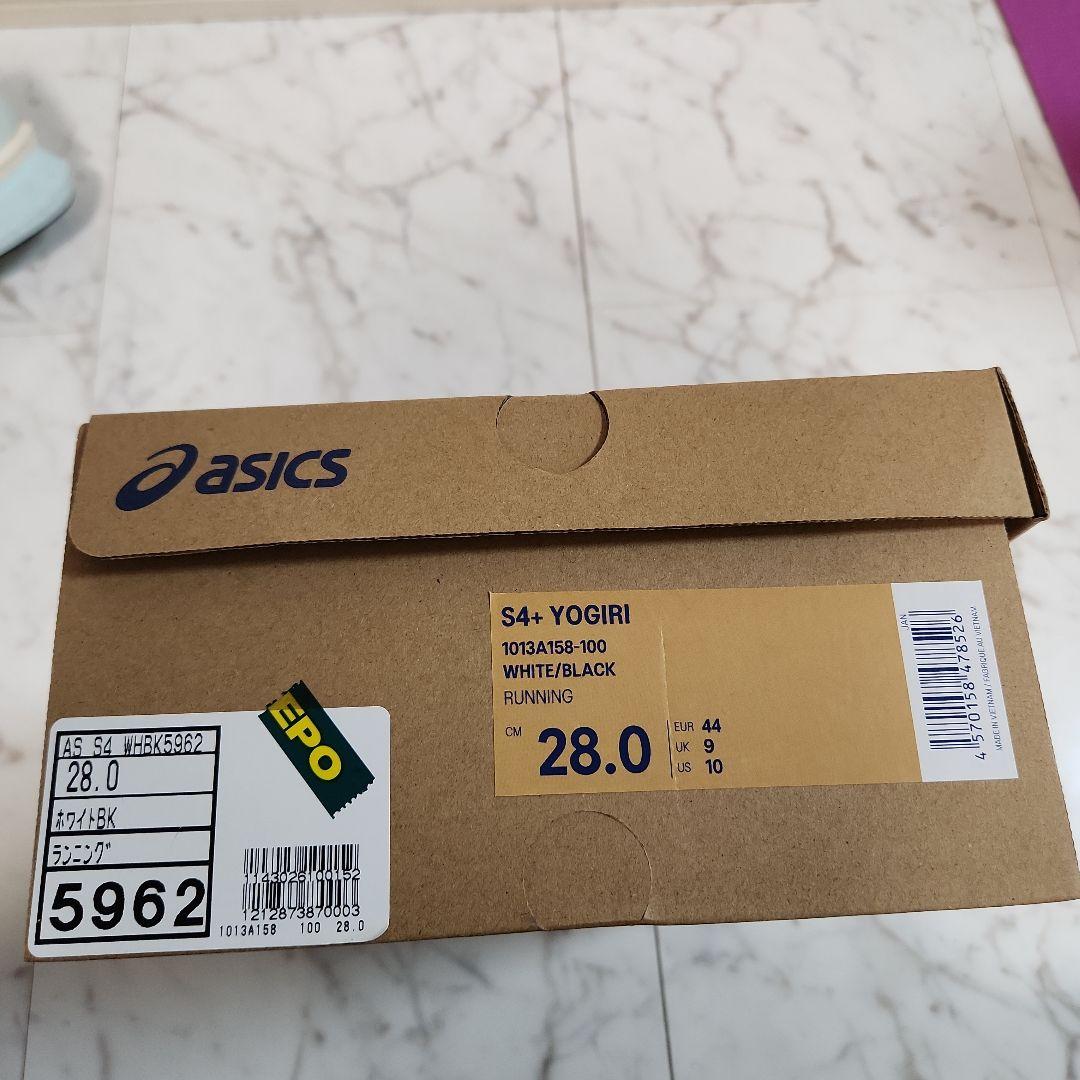 asics
S4+ YOGIRI
1013A158-100
WHITE/BLACK
RUNNING
CM 28.0
EUR 44
UK 9
US 10
JAN
4 570158 478526
MADE IN VIETNAM / FABRIQUE AU VIETNAM
AS S4 WHBK5962
28.0
ﾎﾜｲﾄBK
ﾗﾝﾆﾝｸﾞ
5962
EPO
1143026100152
1212873870003
1013A158 100 28.0